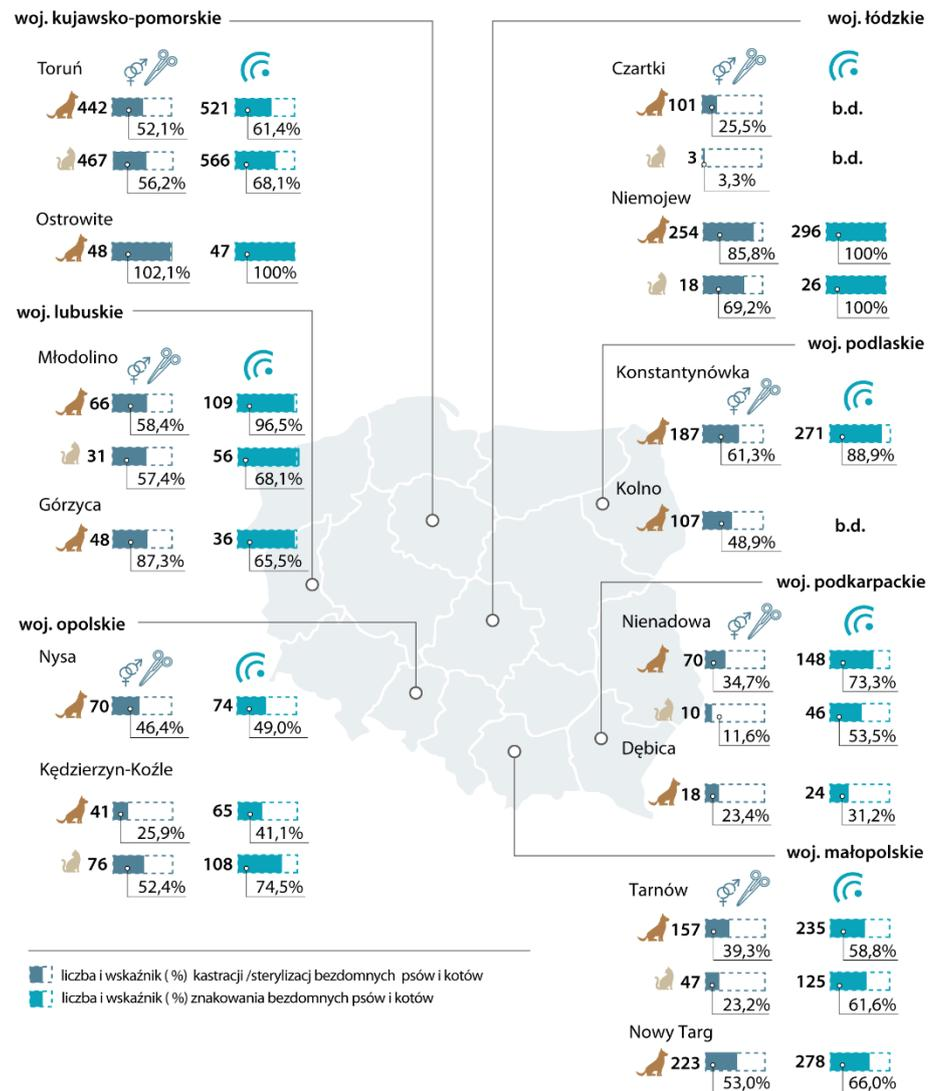 woj. kujawsko-pomorskie
Toruń
442 52,1% 521 61,4%
467 56,2% 566 68,1%
Ostrowite
48 102,1% 47 100%
woj. lubuskie
Młodolino
66 58,4% 109 96,5%
31 57,4% 56 68,1%
Górzyca
48 87,3% 36 65,5%
woj. opolskie
Nysa
70 46,4% 74 49,0%
Kędzierzyn-Koźle
41 25,9% 65 41,1%
76 52,4% 108 74,5%
woj. łódzkie
Czartki
101 25,5% b.d.
3 3,3% b.d.
Niemojew
254 85,8% 296 100%
18 69,2% 26 100%
woj. podlaskie
Konstantynówka
187 61,3% 271 88,9%
Kolno
107 48,9% b.d.
woj. podkarpackie
Nienadowa
70 34,7% 148 73,3%
10 11,6% 46 53,5%
Dębica
18 23,4% 24 31,2%
woj. małopolskie
Tarnów
157 39,3% 235 58,8%
47 23,2% 125 61,6%
Nowy Targ
223 53,0% 278 66,0%
liczba i wskaźnik ( % ) kastracji /sterylizacj bezdomnych psów i kotów
liczba i wskaźnik ( % ) znakowania bezdomnych psów i kotów